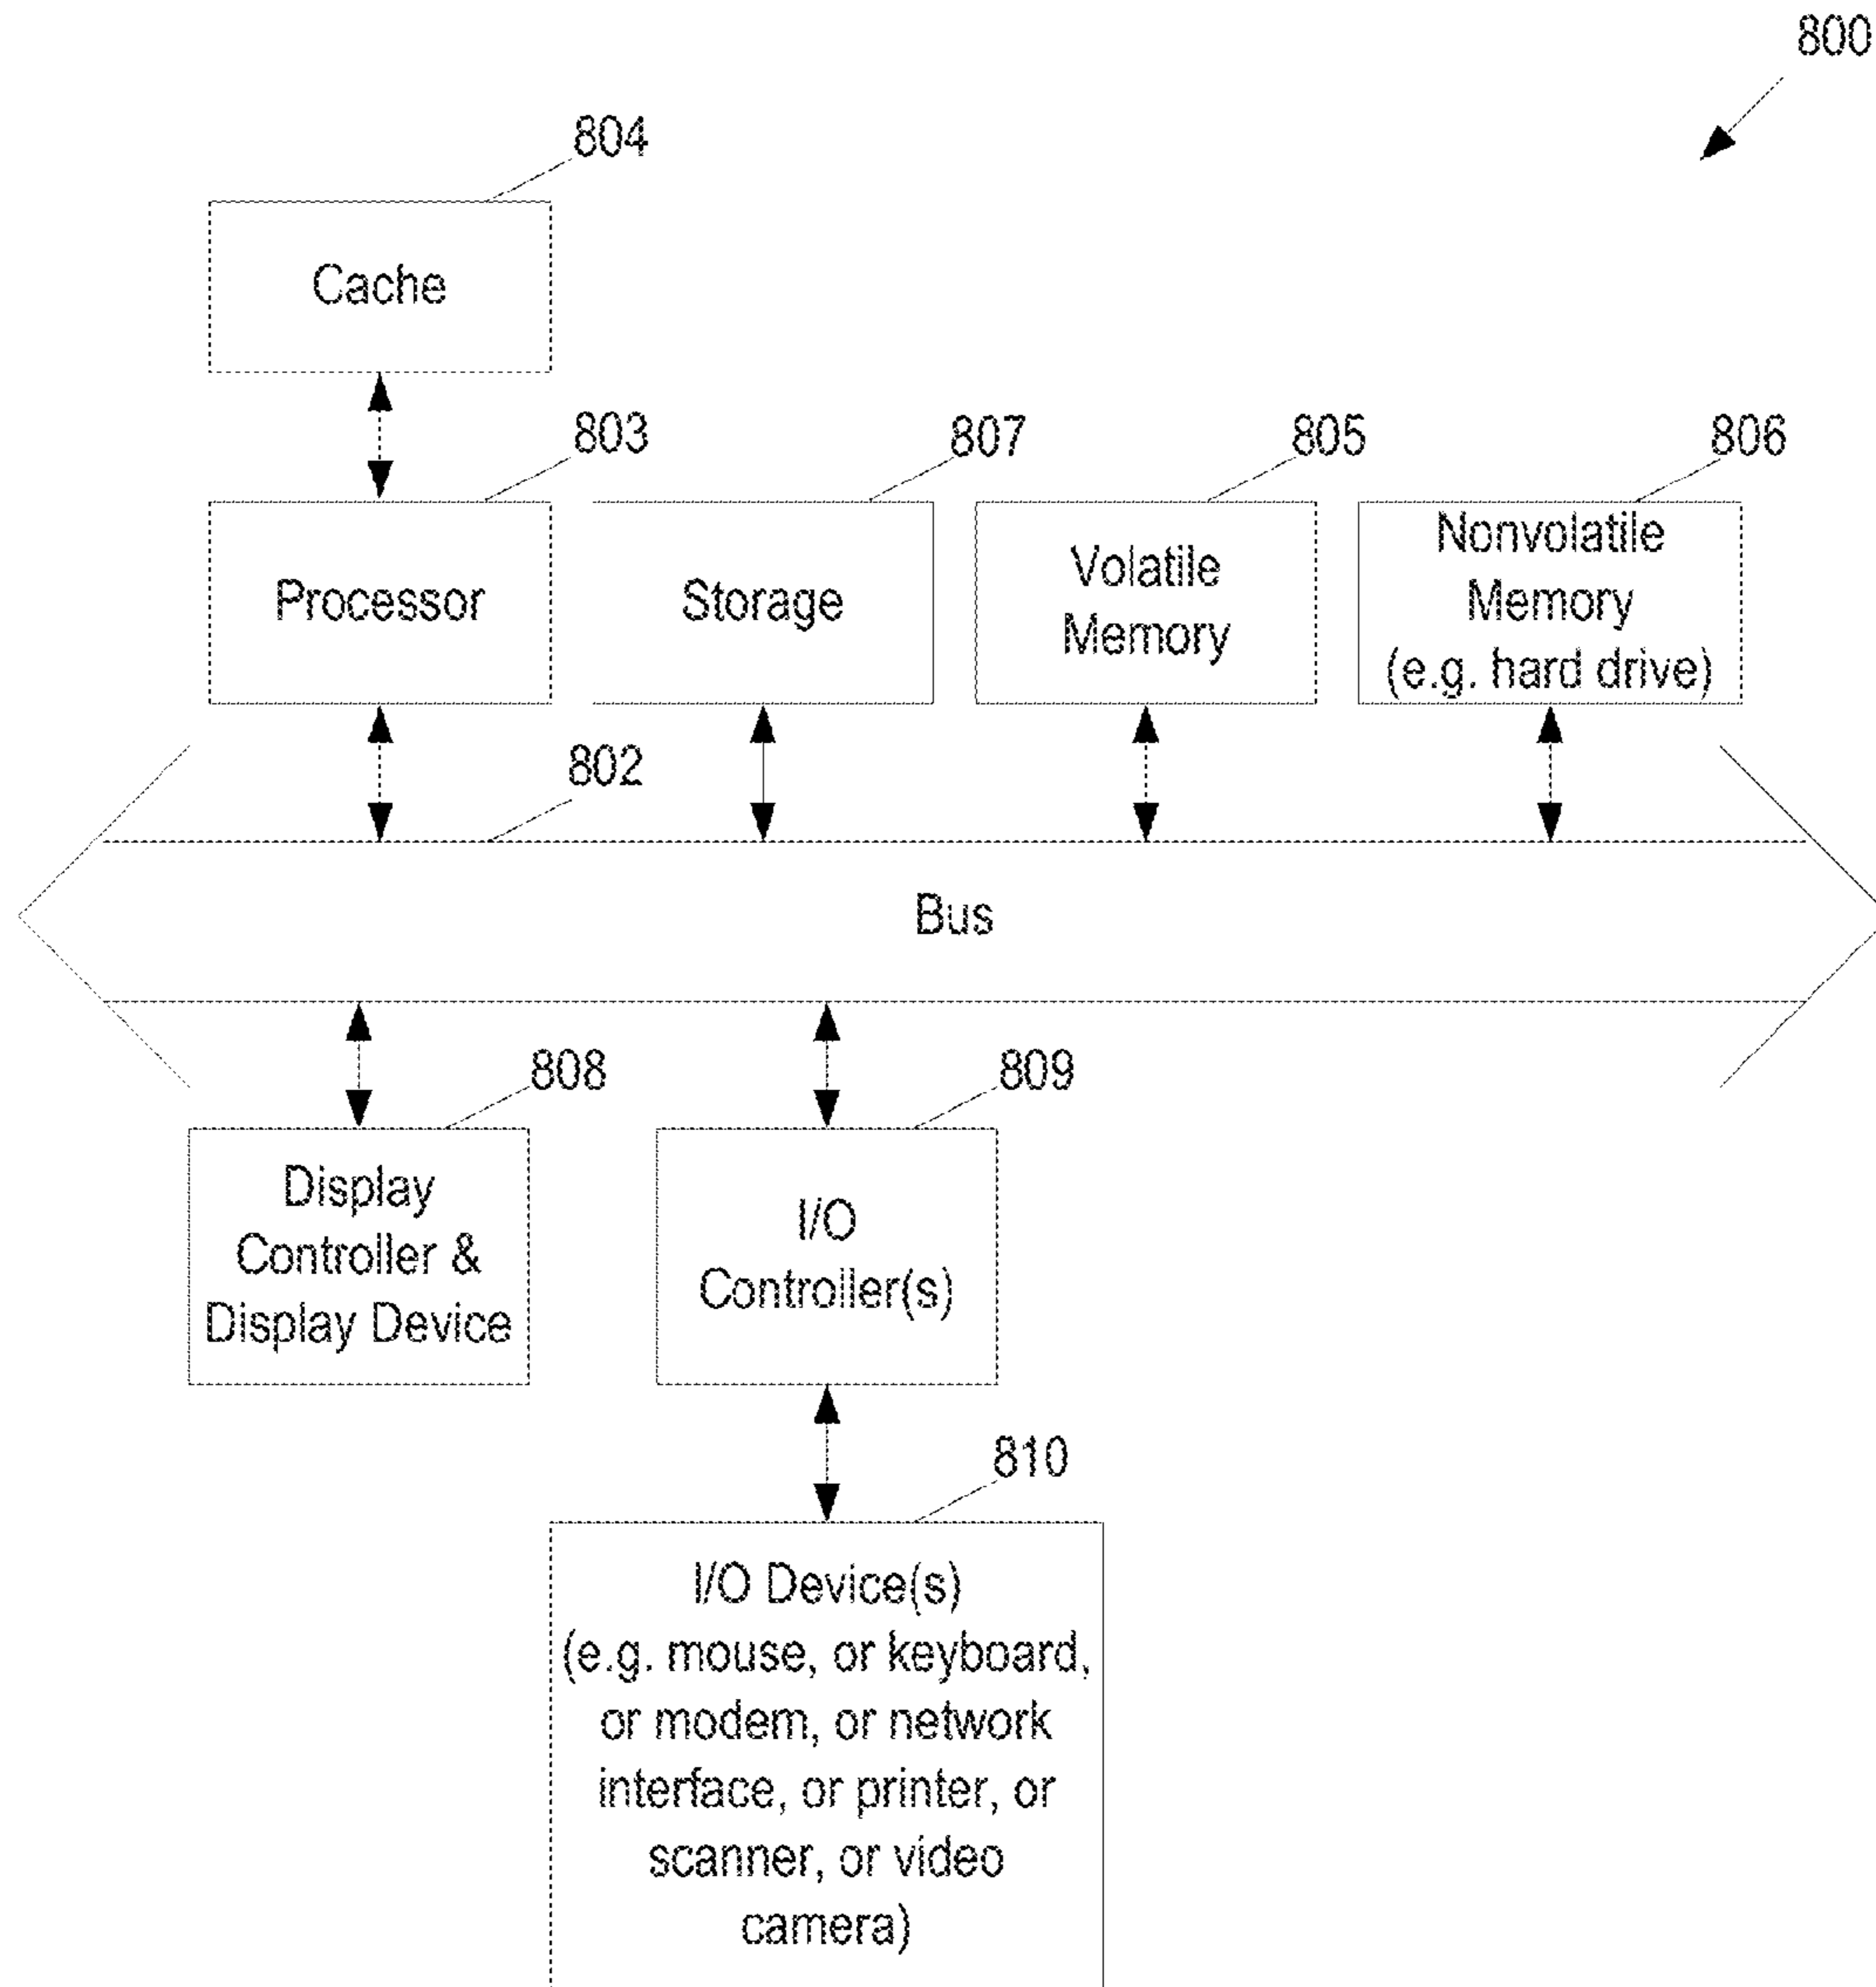 800
804
Cache
803
807
805
806
Processor
Storage
Volatile
Memory
Nonvolatile
Memory
(e.g. hard drive)
802
Bus
808
809
Display
Controller &
Display Device
I/O
Controller(s)
810
I/O Device(s)
(e.g. mouse, or keyboard,
or modem, or network
interface, or printer, or
scanner, or video
camera)